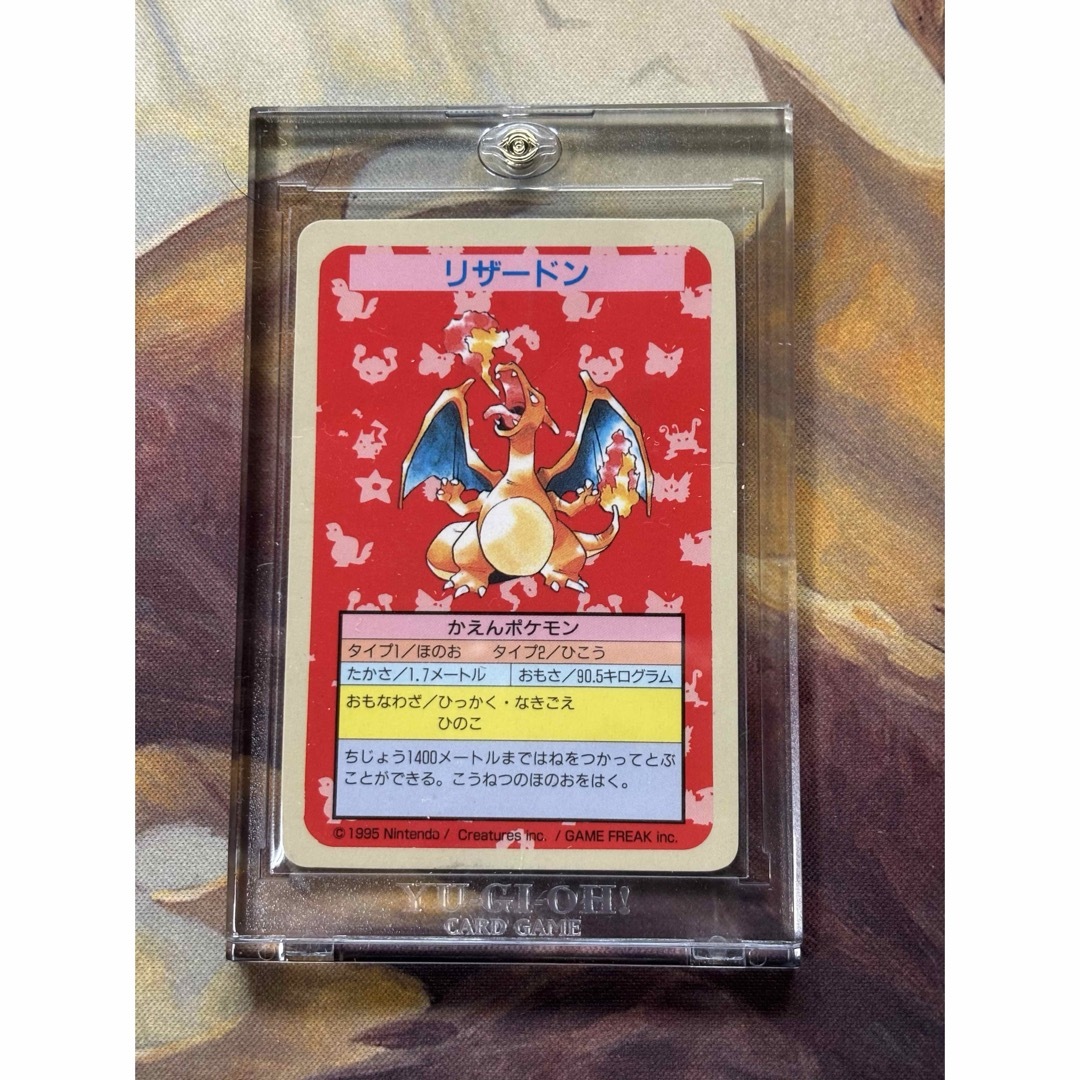 リザードン
かえんポケモン
タイプ1／ほのお　タイプ2／ひこう
たかさ／1.7メートル　おもさ／90.5キログラム
おもなわざ／ひっかく・なきごえ
ひのこ
ちじょう1400メートルまではねをつかってとぶ
ことができる。こうねつのほのおをはく。
©1995 Nintendo / Creatures inc. / GAME FREAK inc.
YU-GI-OH!
CARD GAME